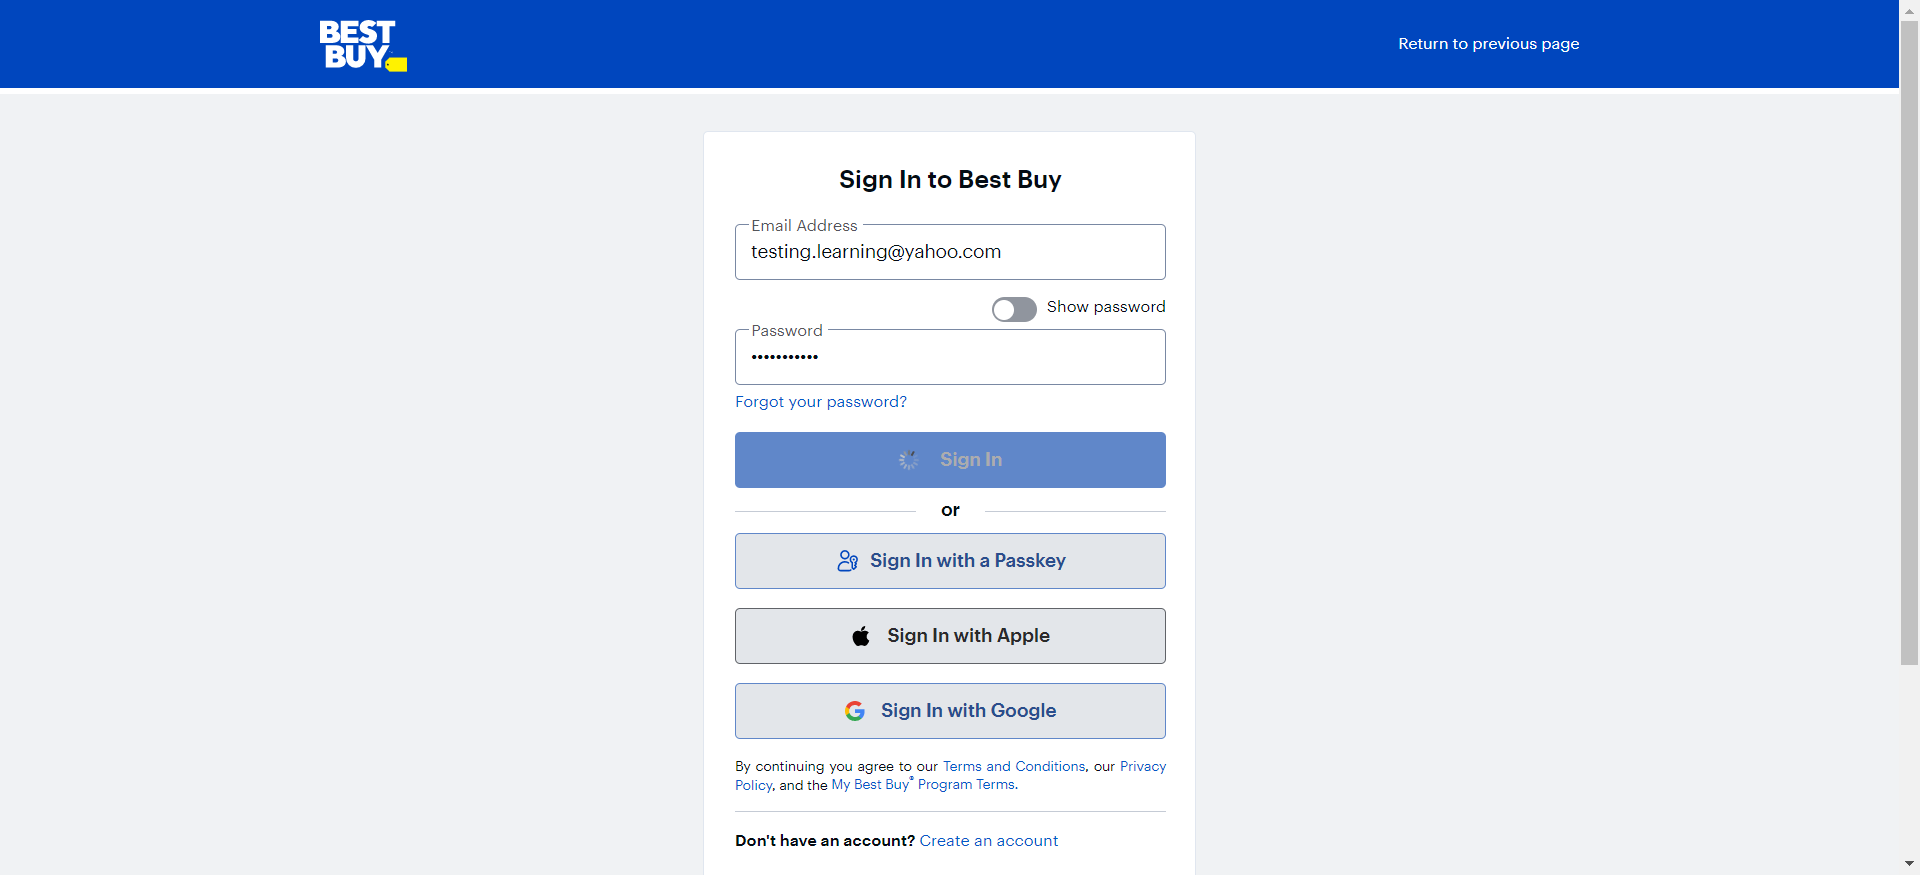 BEST
BUY
Return to previous page
Sign In to Best Buy
Email Address
testing.learning@yahoo.com
Show password
Password
•••••••••••
Forgot your password?
Sign In
or
Sign In with a Passkey
Sign In with Apple
Sign In with Google
By continuing you agree to our Terms and Conditions, our Privacy
Policy, and the My Best Buy® Program Terms.
Don't have an account? Create an account